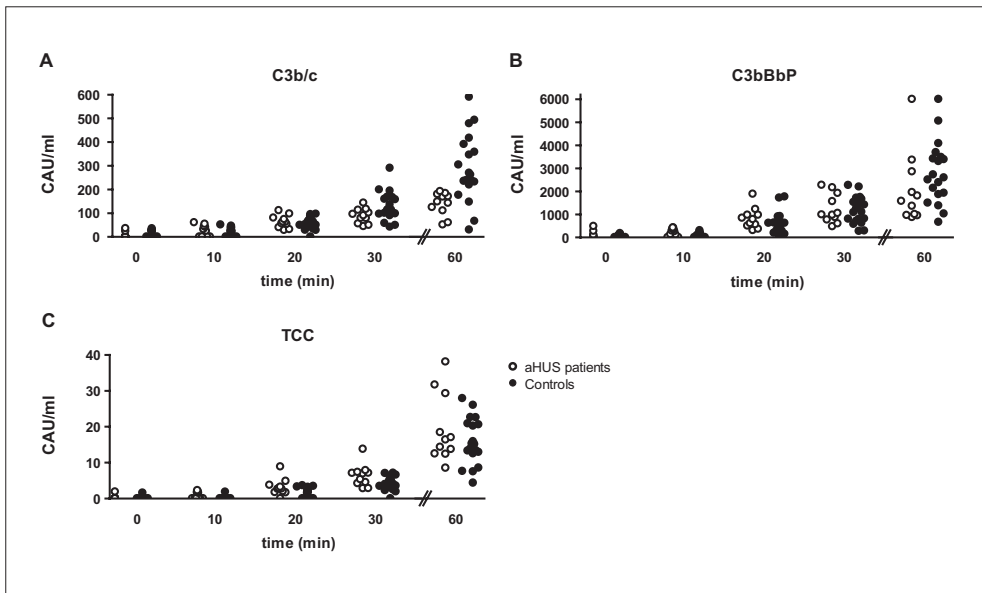 A
C3b/c
CAU/ml
600
500
400
300
200
100
0
0 10 20 30 60
time (min)
B
C3bBbP
CAU/ml
6000
5000
4000
3000
2000
1000
0
0 10 20 30 60
time (min)
C
TCC
CAU/ml
40
30
20
10
0
0 10 20 30 60
time (min)
aHUS patients
Controls